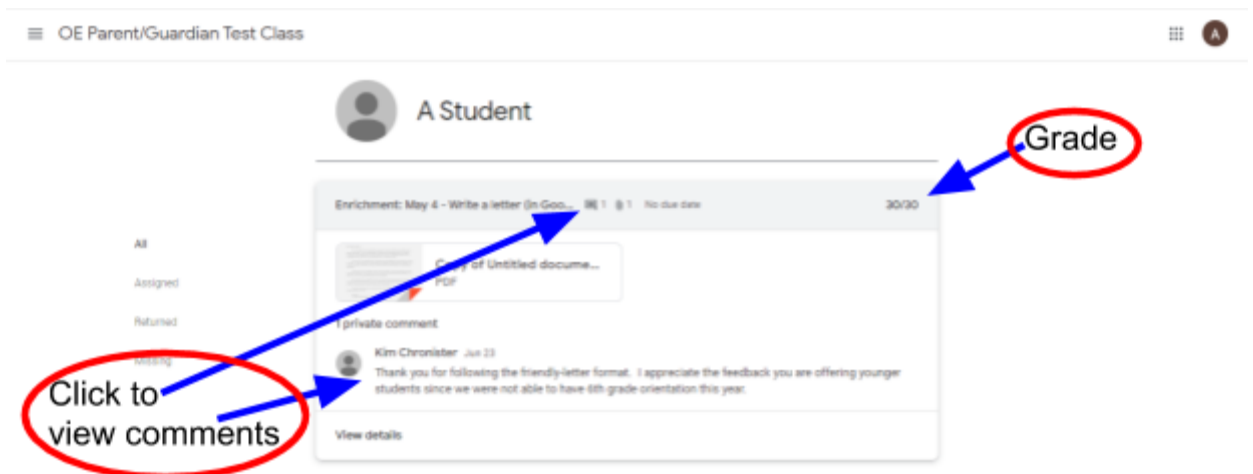 OE Parent/Guardian Test Class
A
A Student
Grade
Enrichment: May 4 - Write a letter (in Goo... 1 1 No due date 30/30
All
Assigned
Returned
Missing
Copy of Untitled docume...
PDF
1 private comment
Kim Chronister Jun 23
Thank you for following the friendly-letter format. I appreciate the feedback you are offering younger
students since we were not able to have 6th grade orientation this year.
Click to
view comments
View details